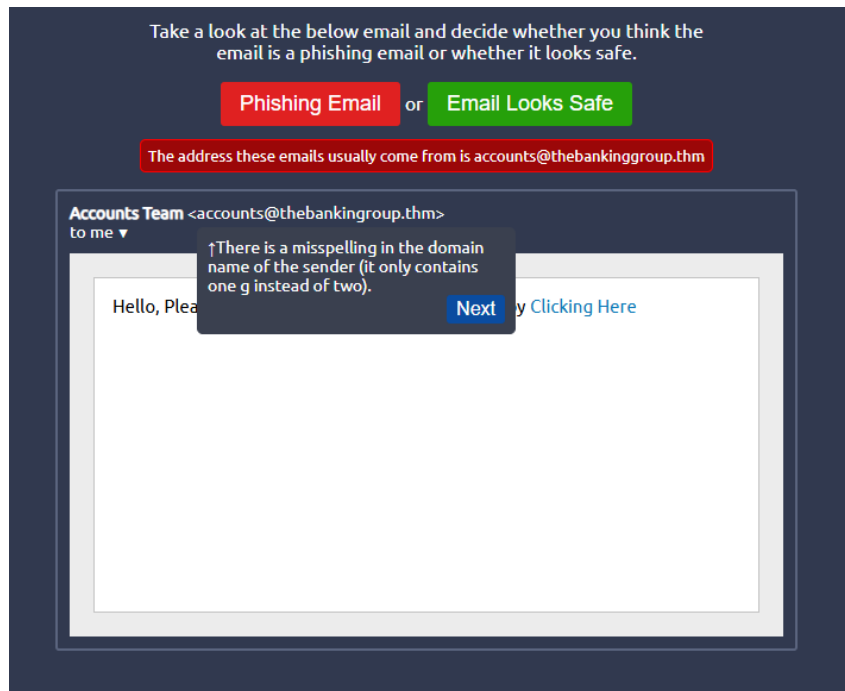 Take a look at the below email and decide whether you think the
email is a phishing email or whether it looks safe.
Phishing Email or Email Looks Safe
The address these emails usually come from is accounts@thebankinggroup.thm
Accounts Team <accounts@thebankingroup.thm>
to me ▾
↑There is a misspelling in the domain
name of the sender (it only contains
one g instead of two).
Next
Hello, Plea y Clicking Here